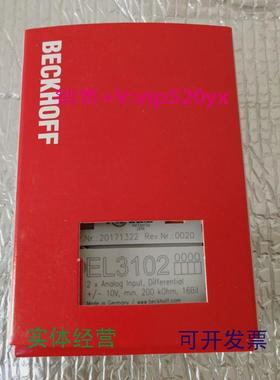 BECKHOFF
+V:vip520yx
Nr.: 20171322 Rev.Nr.:0020
EL3102
0000
2 x Analog Input, Differential
+/- 10V, min. 200 kOhm, 16Bit
Made in Germany / www.beckhoff.com
实体经营
可开发票